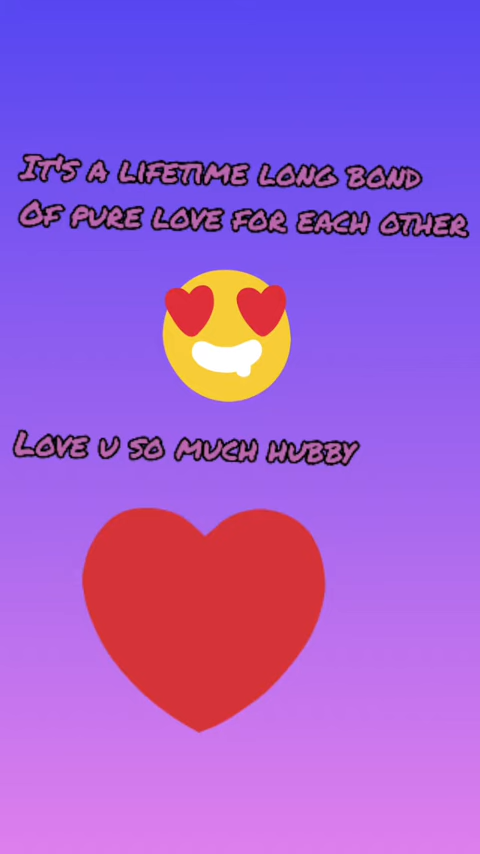 It's a lifetime long bond
Of pure love for each other
Love u so much hubby